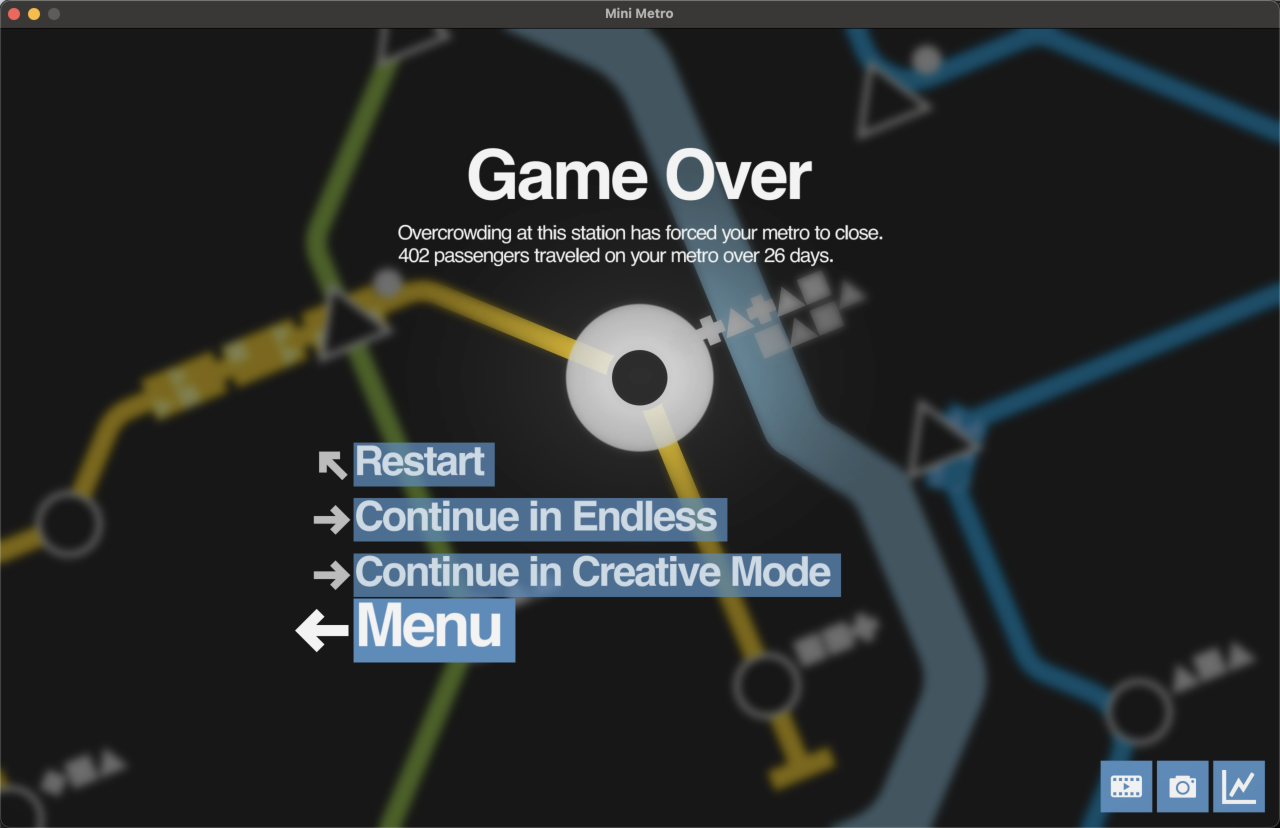 Mini Metro
Game Over
Overcrowding at this station has forced your metro to close.
402 passengers traveled on your metro over 26 days.
Restart
Continue in Endless
Continue in Creative Mode
Menu